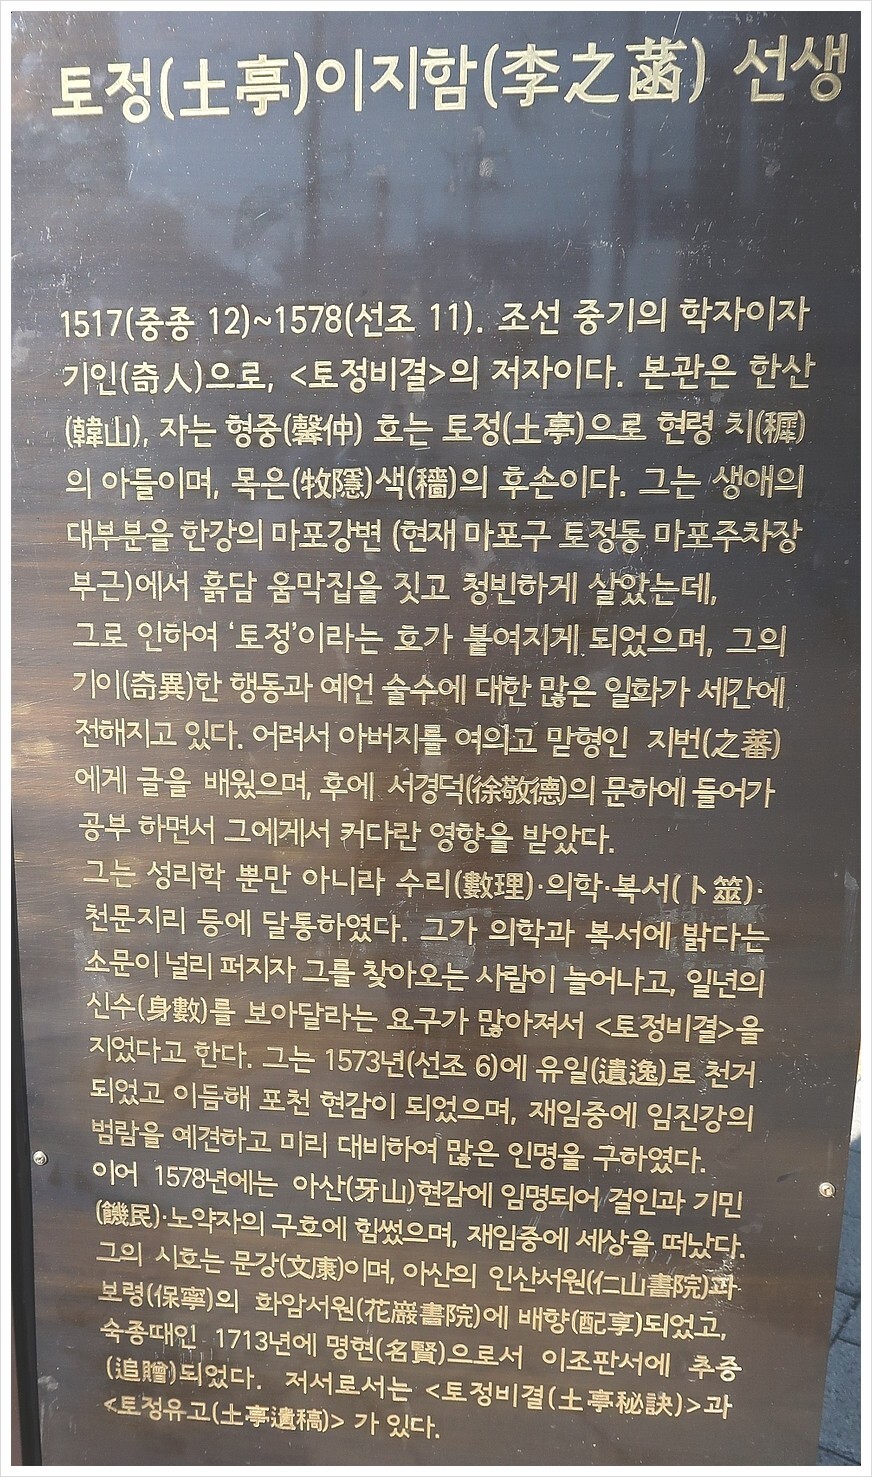 토정(土亭)이지함(李之菡) 선생
1517(중종 12)~1578(선조 11). 조선 중기의 학자이자
기인(奇人)으로, <토정비결>의 저자이다. 본관은 한산
(韓山), 자는 형중(馨仲) 호는 토정(土亭)으로 현령 치(穉)
의 아들이며, 목은(牧隱)색(穡)의 후손이다. 그는 생애의
대부분을 한강의 마포강변 (현재 마포구 토정동 마포주차장
부근)에서 흙담 움막집을 짓고 청빈하게 살았는데,
그로 인하여 '토정'이라는 호가 붙여지게 되었으며, 그의
기이(奇異)한 행동과 예언 술수에 대한 많은 일화가 세간에
전해지고 있다. 어려서 아버지를 여의고 맏형인 지번(之蕃)
에게 글을 배웠으며, 후에 서경덕(徐敬德)의 문하에 들어가
공부 하면서 그에게서 커다란 영향을 받았다.
그는 성리학 뿐만 아니라 수리(數理)·의학·복서(卜筮)·
천문지리 등에 달통하였다. 그가 의학과 복서에 밝다는
소문이 널리 퍼지자 그를 찾아오는 사람이 늘어나고, 일년의
신수(身數)를 보아달라는 요구가 많아져서 <토정비결>을
지었다고 한다. 그는 1573년(선조 6)에 유일(遺逸)로 천거
되었고 이듬해 포천 현감이 되었으며, 재임중에 임진강의
범람을 예견하고 미리 대비하여 많은 인명을 구하였다.
이어 1578년에는 아산(牙山)현감에 임명되어 걸인과 기민
(饑民)·노약자의 구호에 힘썼으며, 재임중에 세상을 떠났다.
그의 시호는 문강(文康)이며, 아산의 인산서원(仁山書院)과
보령(保寧)의 화암서원(花巖書院)에 배향(配享)되었고,
숙종때인 1713년에 명현(名賢)으로서 이조판서에 추증
(追贈)되었다. 저서로서는 <토정비결(土亭秘訣)>과
<토정유고(土亭遺稿)> 가 있다.